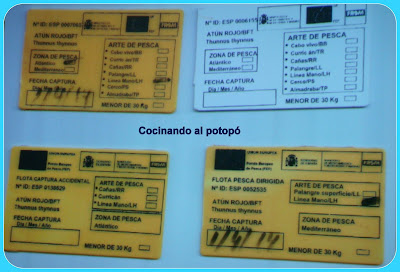 Nº ID: ESP
ATÚN ROJO/BFT
Thunnus thynnus
ZONA DE PESCA
Atlántico
Mediterráneo
FECHA CAPTURA
Día / Mes / Año
ARTE DE PESCA
Cebo vivo/BB
Currican/TR
Cañas/RR
Palangre/LL
Línea Mano/LH
Cerco/PS
Almadraba/TP
MENOR DE 30 Kg
Nº ID: ESP
ATÚN ROJO/BFT
Thunnus thynnus
ZONA DE PESCA
Atlántico
Mediterráneo
FECHA CAPTURA
Día / Mes / Año
ARTE DE PESCA
Cebo vivo/BB
Currican/TR
Cañas/RR
Palangre/LL
Línea Mano/LH
Cerco/PS
Almadraba/TP
MENOR DE 30 Kg
Cocinando al potopó
FLOTA CAPTURA ACCIDENTAL
Nº ID: ESP 0130529
ATÚN ROJO/BFT
Thunnus thynnus
FECHA CAPTURA
Día / Mes / Año
ARTE DE PESCA
Cañas/RR
Curricán
Línea Mano/LH
ZONA DE PESCA
Atlántico
MENOR DE 30 Kg
UNION EUROPEA
FLOTA PESCA DIRIGIDA
Nº ID: ESP 0052535
ATÚN ROJO/BFT
Thunnus thynnus
FECHA CAPTURA
Día / Mes / Año
ARTE DE PESCA
Palangre superficie/LL
Línea Mano/LH
ZONA DE PESCA
Mediterráneo
MENOR DE 30 Kg